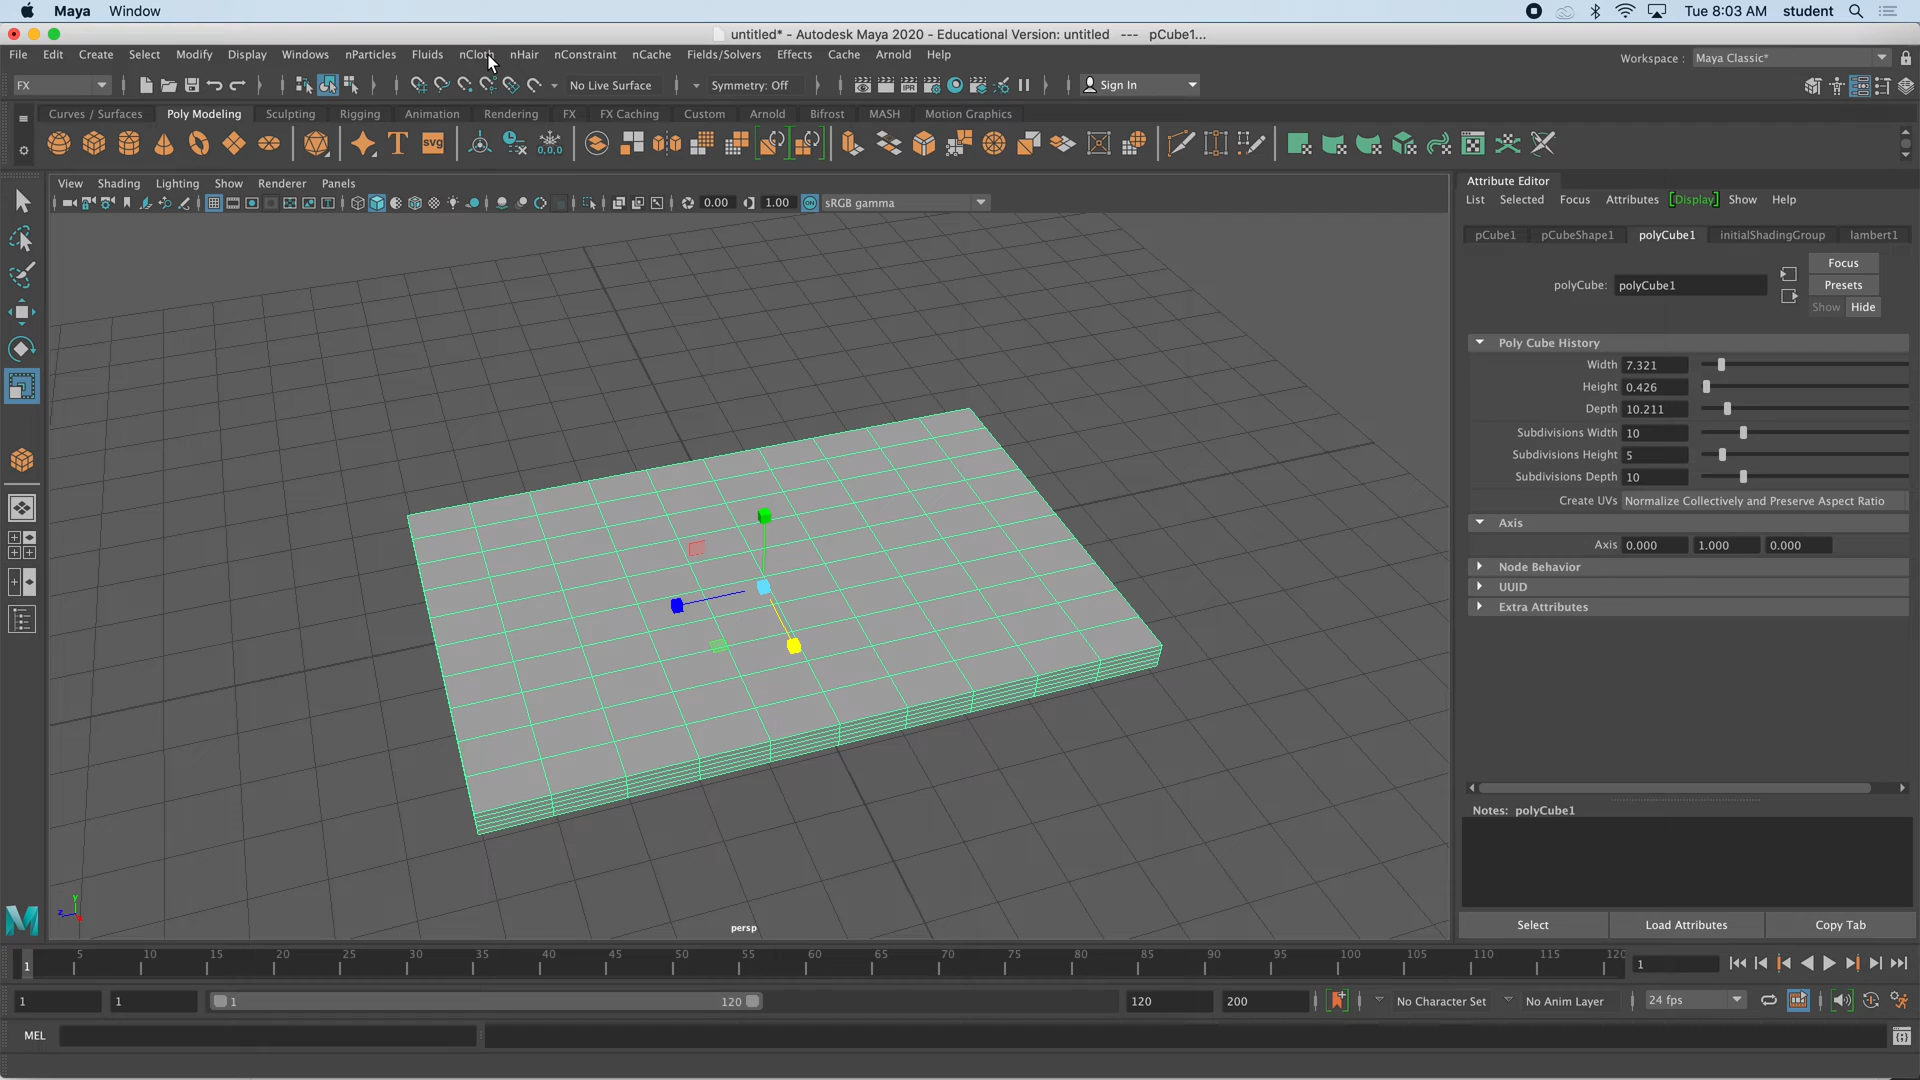 Maya Window Tue 8:03 AM student
untitled* - Autodesk Maya 2020 - Educational Version: untitled --- pCube1...
File Edit Create Select Modify Display Windows nParticles Fluids nCloth nHair nConstraint nCache Fields/Solvers Effects Cache Arnold Help Workspace : Maya Classic*
FX No Live Surface Symmetry: Off IPR Sign In
Curves / Surfaces Poly Modeling Sculpting Rigging Animation Rendering FX FX Caching Custom Arnold Bifrost MASH Motion Graphics
T SVG 0,0,0
View Shading Lighting Show Renderer Panels
0.00 1.00 ON sRGB gamma
Attribute Editor
List Selected Focus Attributes [Display] Show Help
pCube1 pCubeShape1 polyCube1 initialShadingGroup lambert1
Focus
polyCube: polyCube1 Presets
Show Hide
Poly Cube History
Width 7.321
Height 0.426
Depth 10.211
Subdivisions Width 10
Subdivisions Height 5
Subdivisions Depth 10
Create UVs Normalize Collectively and Preserve Aspect Ratio
Axis
Axis 0.000 1.000 0.000
Node Behavior
UUID
Extra Attributes
Notes: polyCube1
Select Load Attributes Copy Tab
y
z
persp
M
1 5 10 15 20 25 30 35 40 45 50 55 60 65 70 75 80 85 90 95 100 105 110 115 120 1
1 1 1 120 120 200 No Character Set No Anim Layer 24 fps
MEL